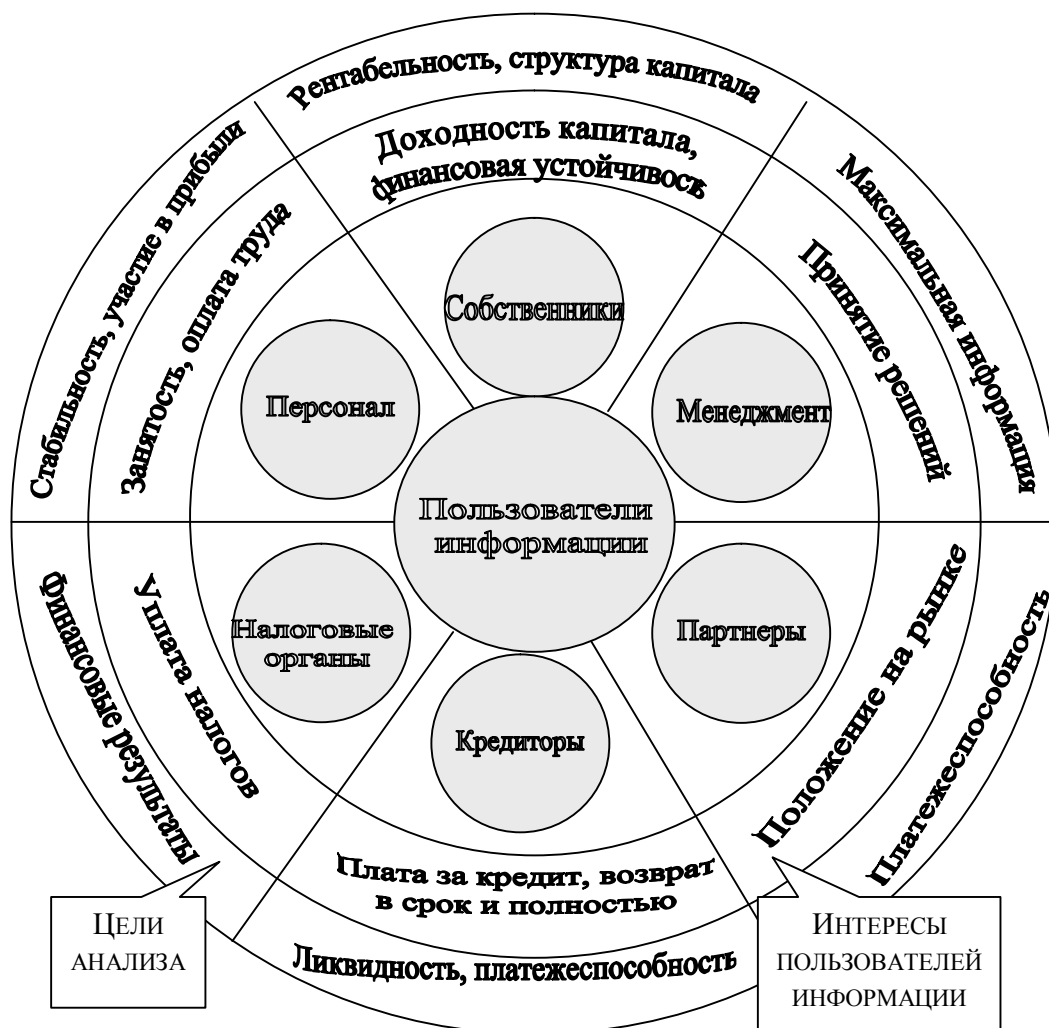 Рентабельность, структура капитала
Доходность капитала,
финансовая устойчивость
Стабильность, участие в прибыли
Занятость, оплата труда
Максимальная информация
Принятие решений
Собственники
Персонал
Менеджмент
Пользователи
информации
Налоговые
органы
Партнеры
Кредиторы
Финансовые результаты
Уплата налогов
Положение на рынке
Платежеспособность
Плата за кредит, возврат
в срок и полностью
Ликвидность, платежеспособность
ЦЕЛИ
АНАЛИЗА
ИНТЕРЕСЫ
ПОЛЬЗОВАТЕЛЕЙ
ИНФОРМАЦИИ